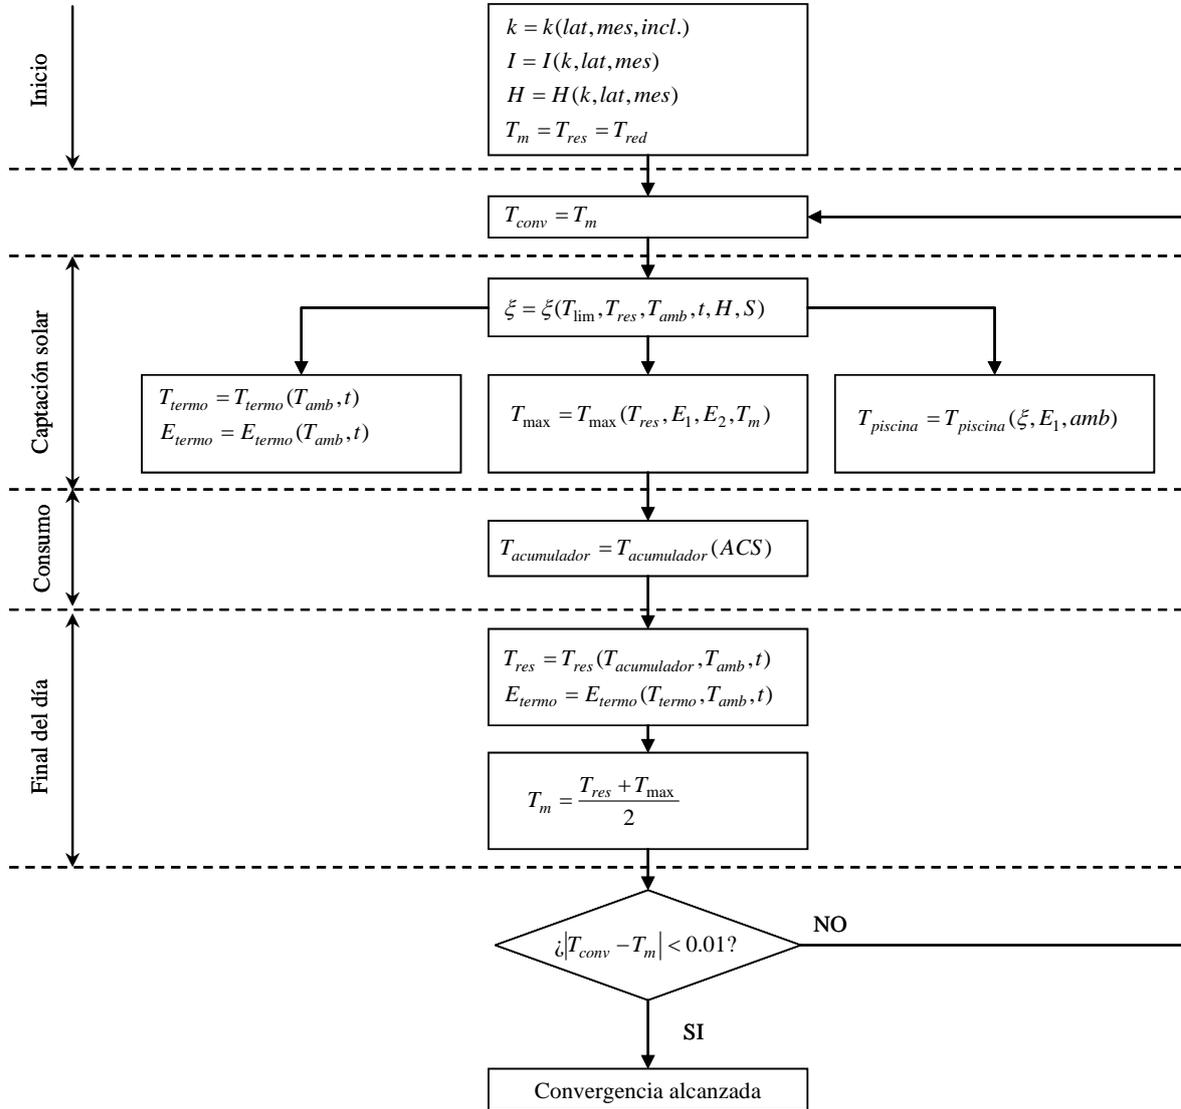 Inicio
k = k(lat,mes,incl.)
I = I(k,lat,mes)
H = H(k,lat,mes)
T_m = T_res = T_red
T_conv = T_m
Captación solar
ξ = ξ(T_lim,T_res,T_amb,t,H,S)
T_termo = T_termo(T_amb,t)
E_termo = E_termo(T_amb,t)
T_max = T_max(T_res,E_1,E_2,T_m)
T_piscina = T_piscina(ξ,E_1,amb)
Consumo
T_acumulador = T_acumulador(ACS)
Final del día
T_res = T_res(T_acumulador,T_amb,t)
E_termo = E_termo(T_termo,T_amb,t)
T_m = (T_res + T_max)/2
¿|T_conv − T_m| < 0.01?
NO
SI
Convergencia alcanzada